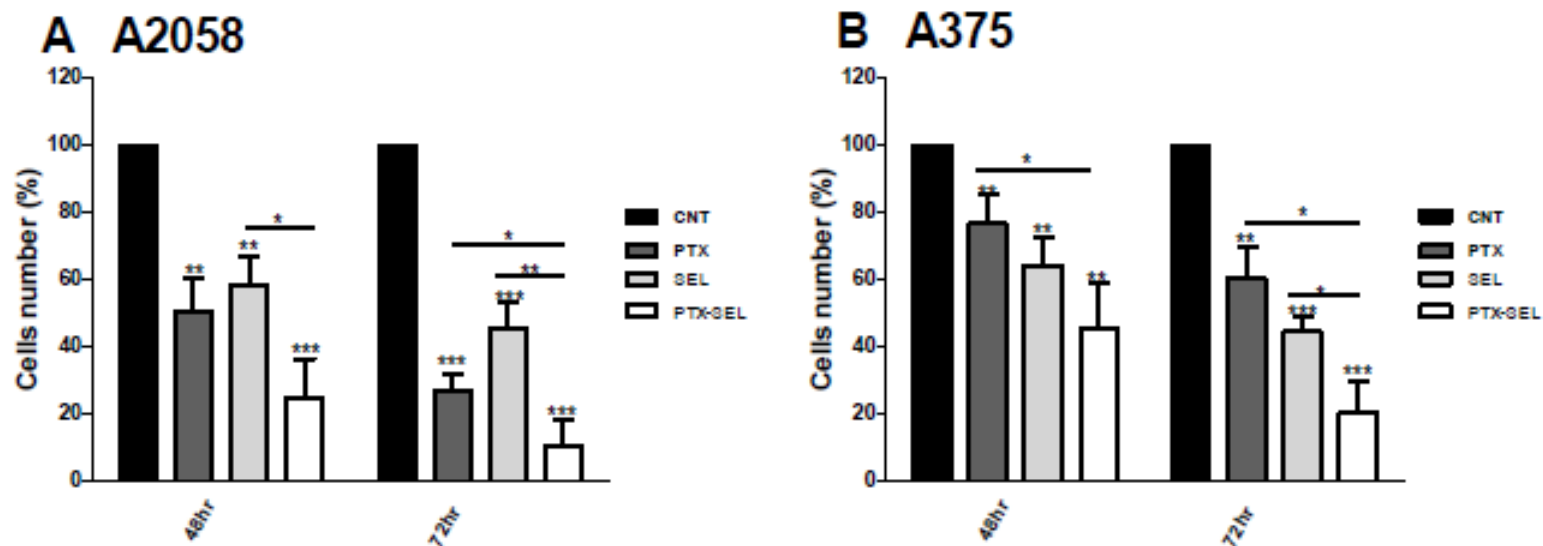 A A2058
120
100
80
60
40
20
0
Cells number (%)
*
**
**
***
*
**
***
***
***
48hr
72hr
CNT
PTX
SEL
PTX-SEL
B A375
120
100
80
60
40
20
0
Cells number (%)
*
**
**
**
*
**
*
***
***
48hr
72hr
CNT
PTX
SEL
PTX-SEL